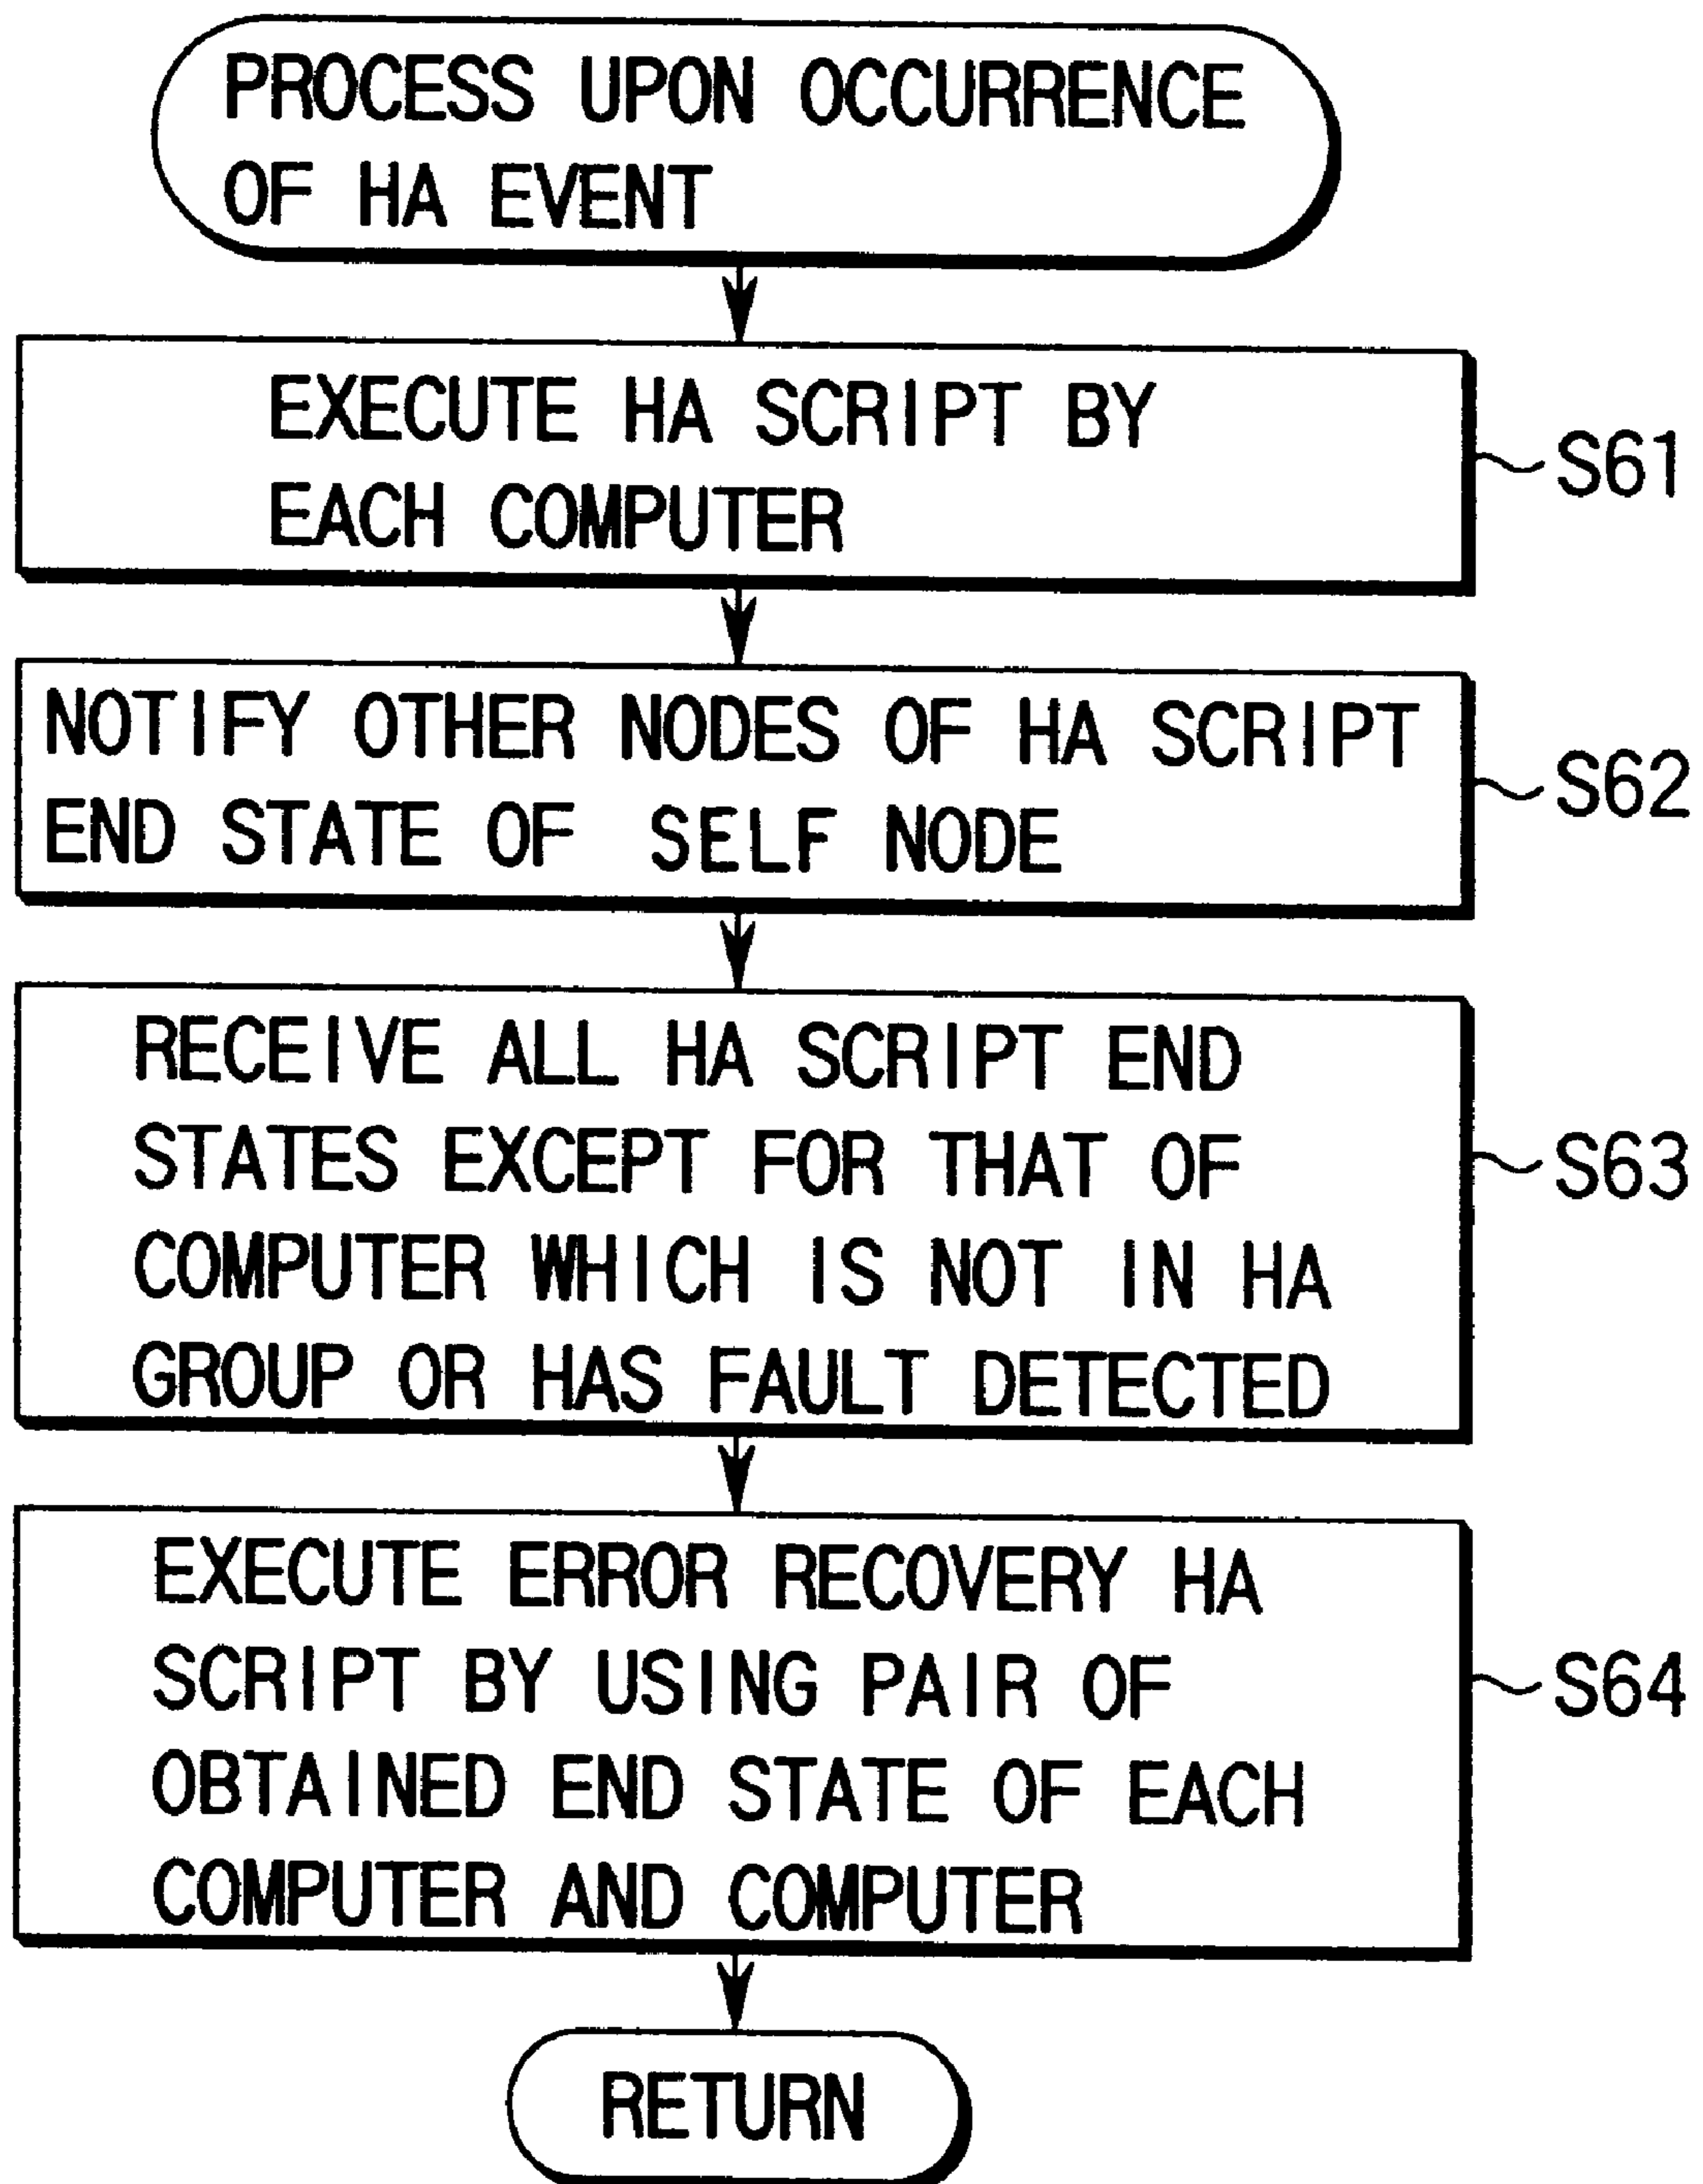 PROCESS UPON OCCURRENCE
OF HA EVENT
EXECUTE HA SCRIPT BY
EACH COMPUTER
S61
NOTIFY OTHER NODES OF HA SCRIPT
END STATE OF SELF NODE
S62
RECEIVE ALL HA SCRIPT END
STATES EXCEPT FOR THAT OF
COMPUTER WHICH IS NOT IN HA
GROUP OR HAS FAULT DETECTED
S63
EXECUTE ERROR RECOVERY HA
SCRIPT BY USING PAIR OF
OBTAINED END STATE OF EACH
COMPUTER AND COMPUTER
S64
RETURN